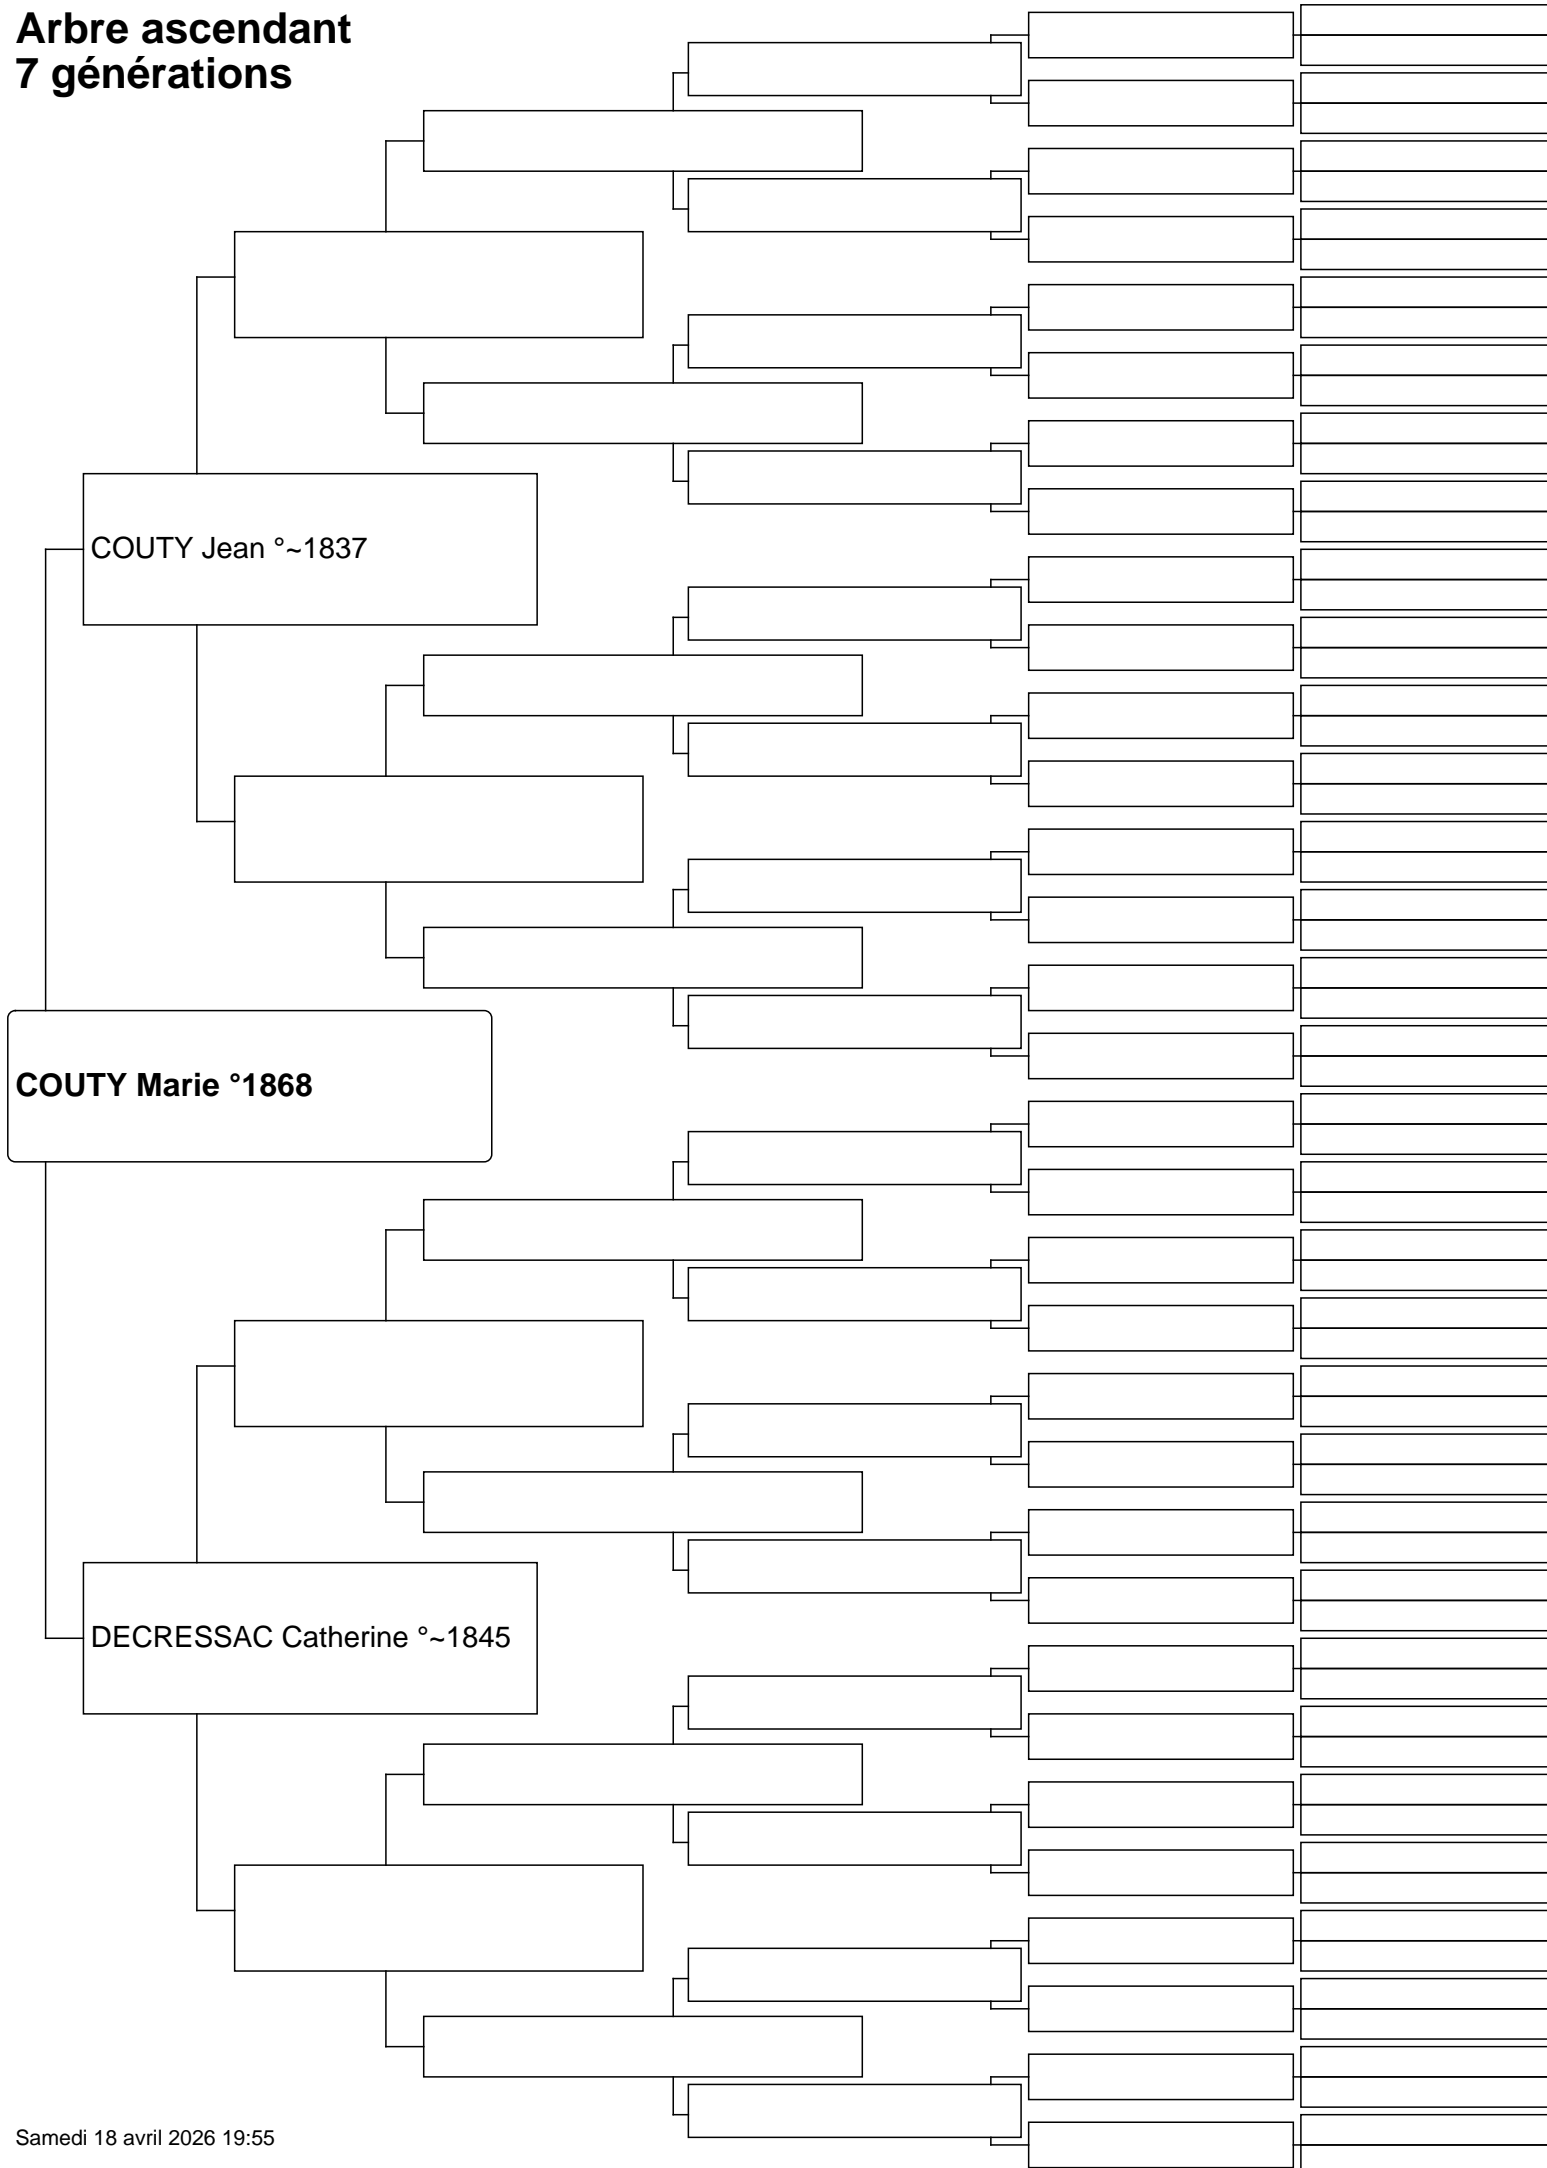 Arbre ascendant
7 générations
COUTY Jean °~1837
COUTY Marie °1868
DECRESSAC Catherine °~1845
Samedi 18 avril 2026 19:55